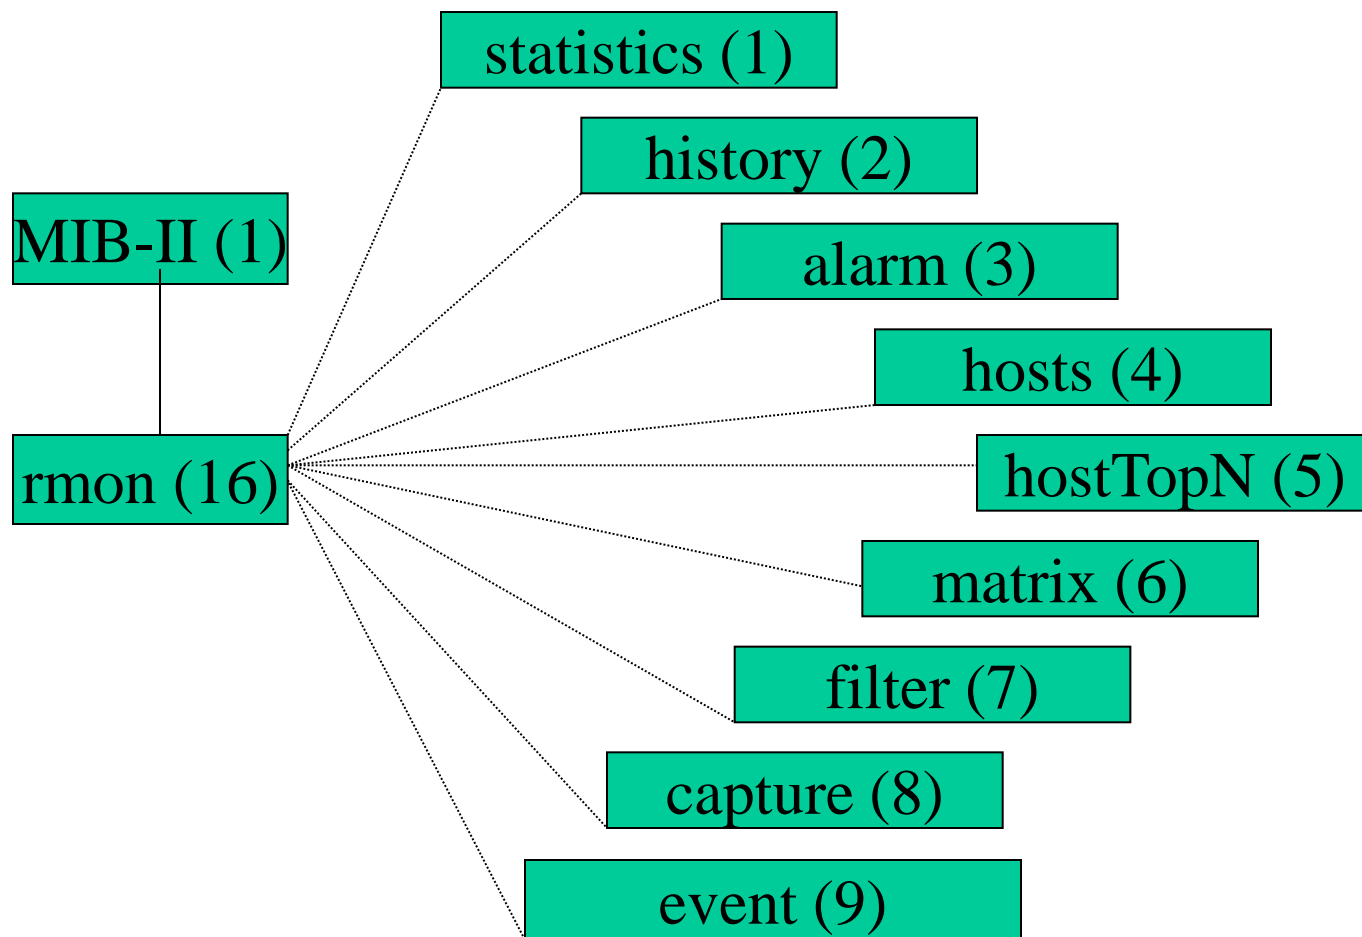 statistics (1)
history (2)
MIB-II (1)
alarm (3)
hosts (4)
rmon (16)
hostTopN (5)
matrix (6)
filter (7)
capture (8)
event (9)